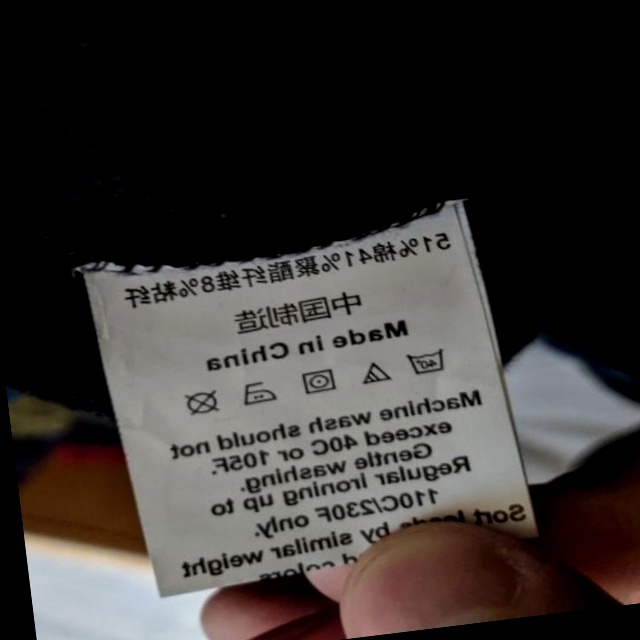 51%棉41%聚酯纤维8%粘纤
中国制造
Made in China
Machine wash should not
exceed 40C or 105F.
Gentle washing.
Regular ironing up to
110C/230F only.
Sort loads by similar weight
colors